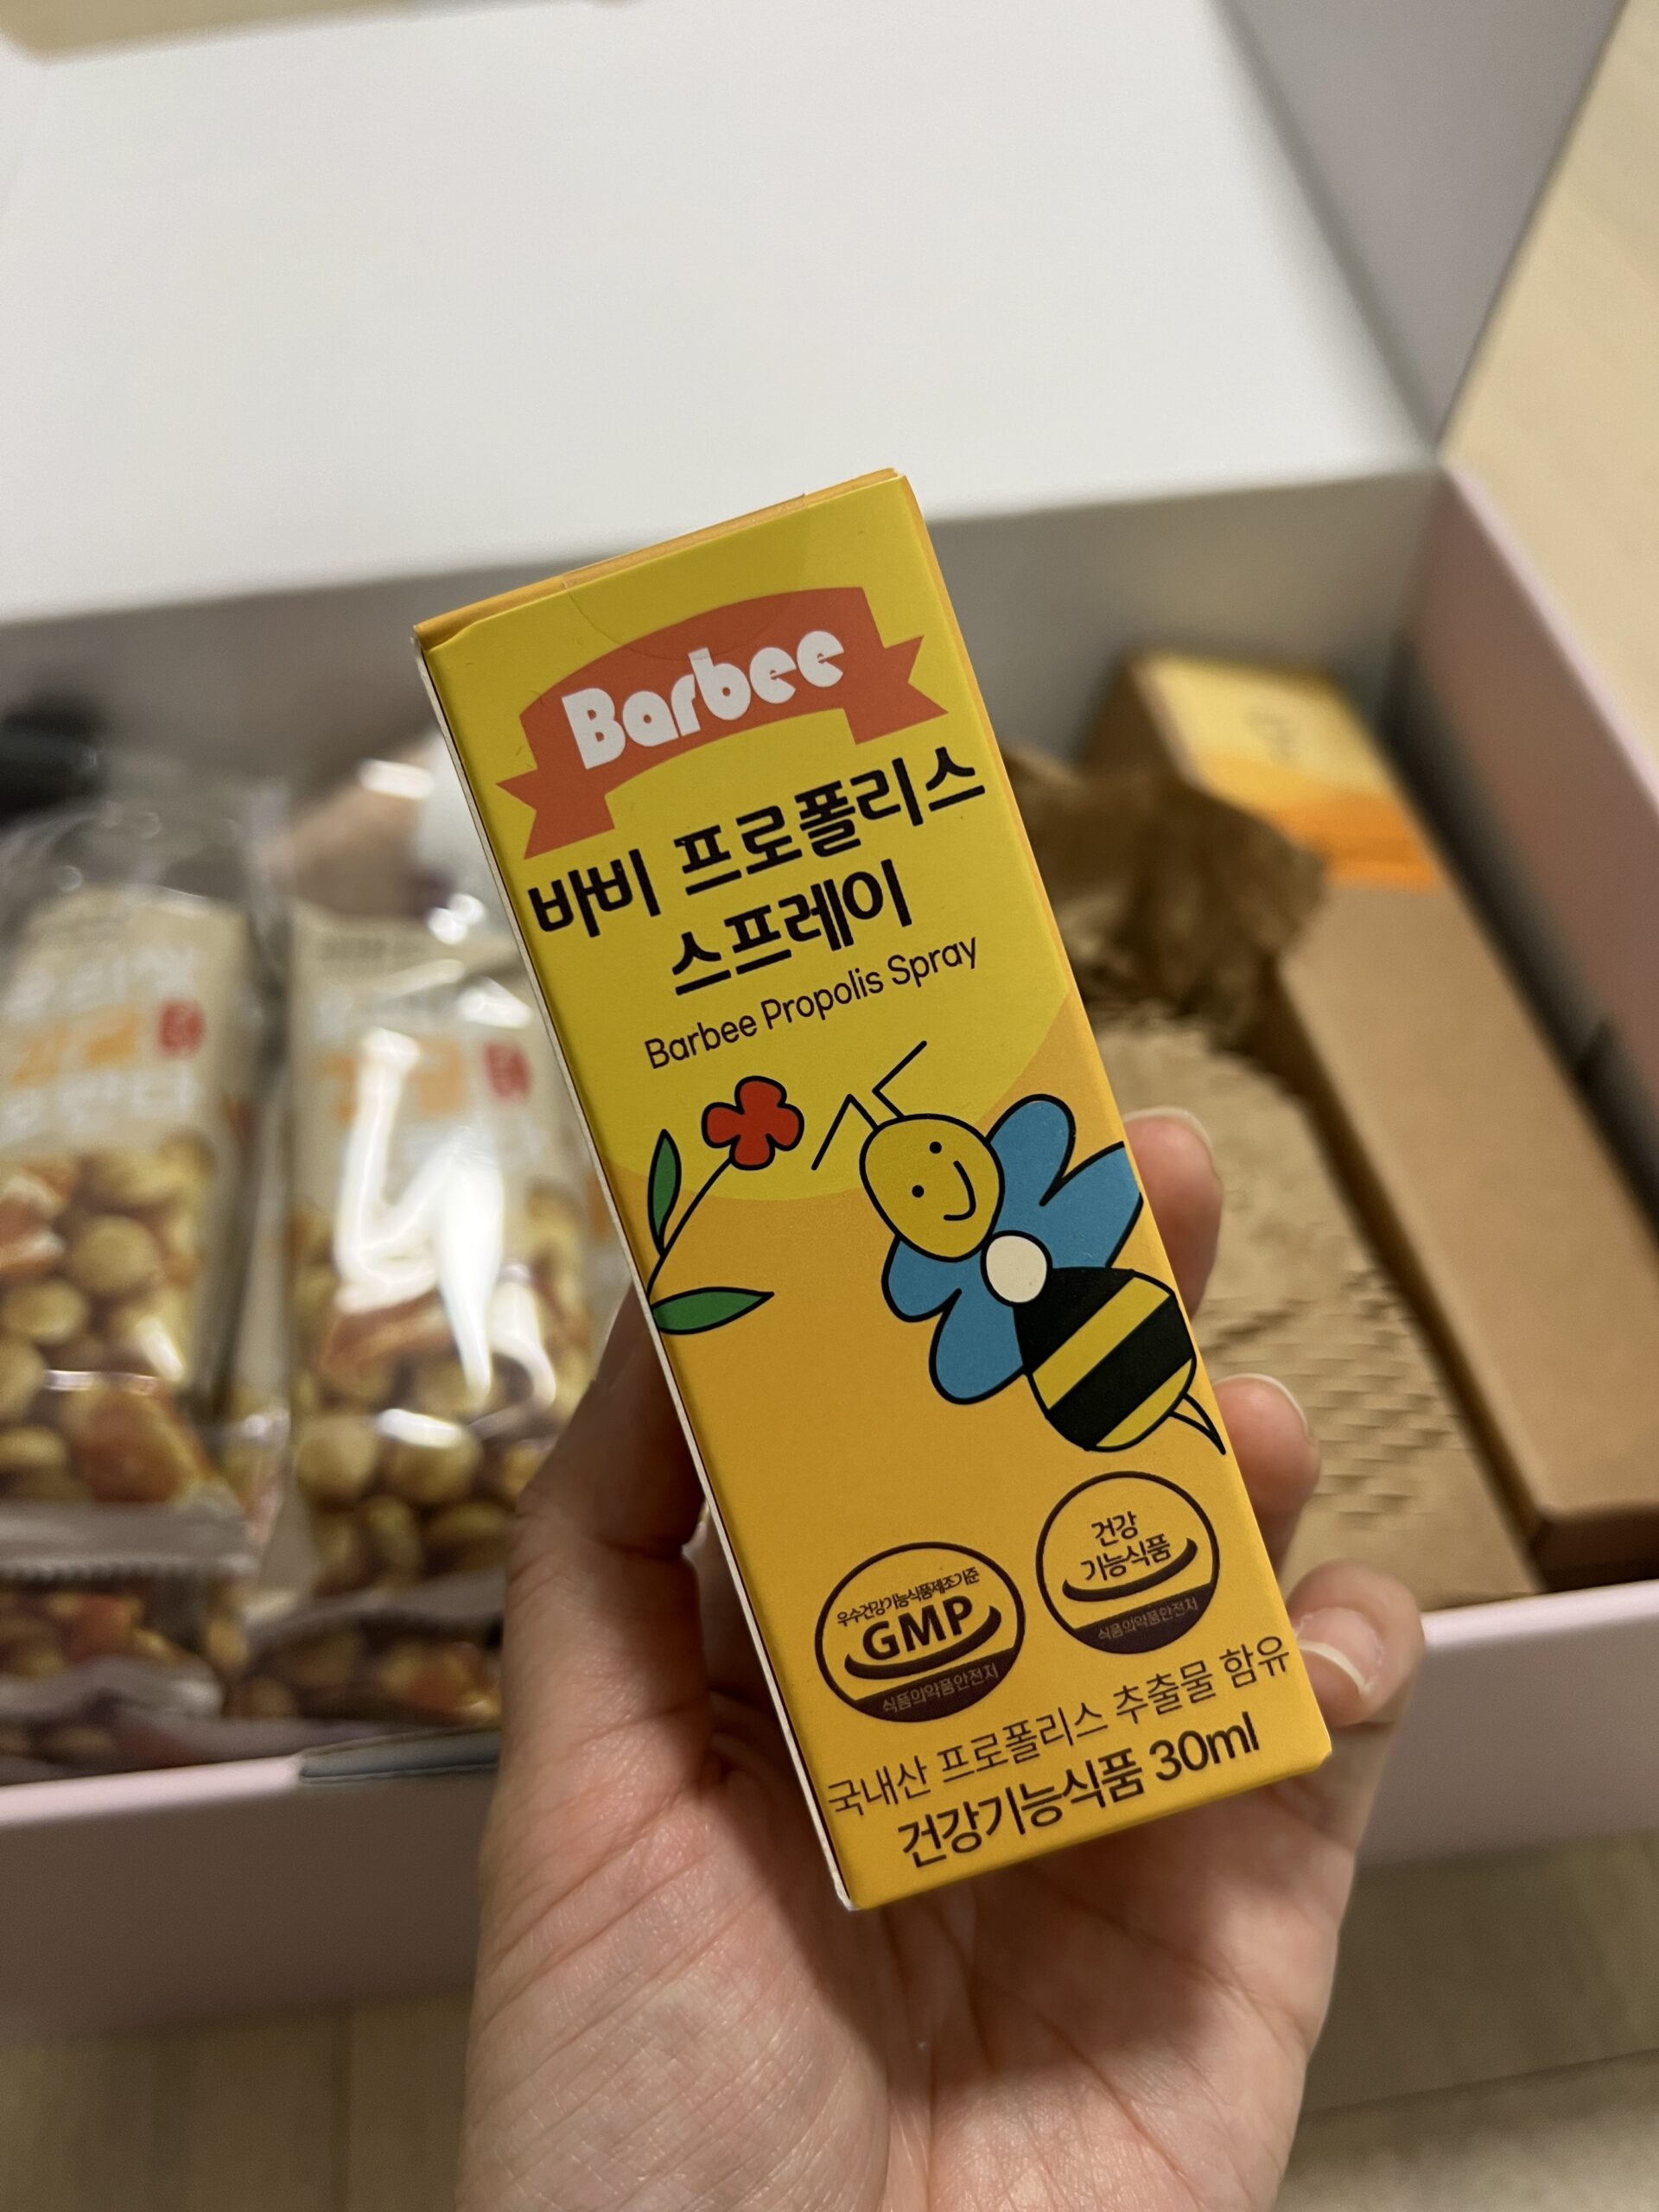 Barbee
바비 프로폴리스
스프레이
Barbee Propolis Spray
우수건강기능식품제조기준
GMP
식품의약품안전처
건강
기능식품
식품의약품안전처
국내산 프로폴리스 추출물 함유
건강기능식품 30ml